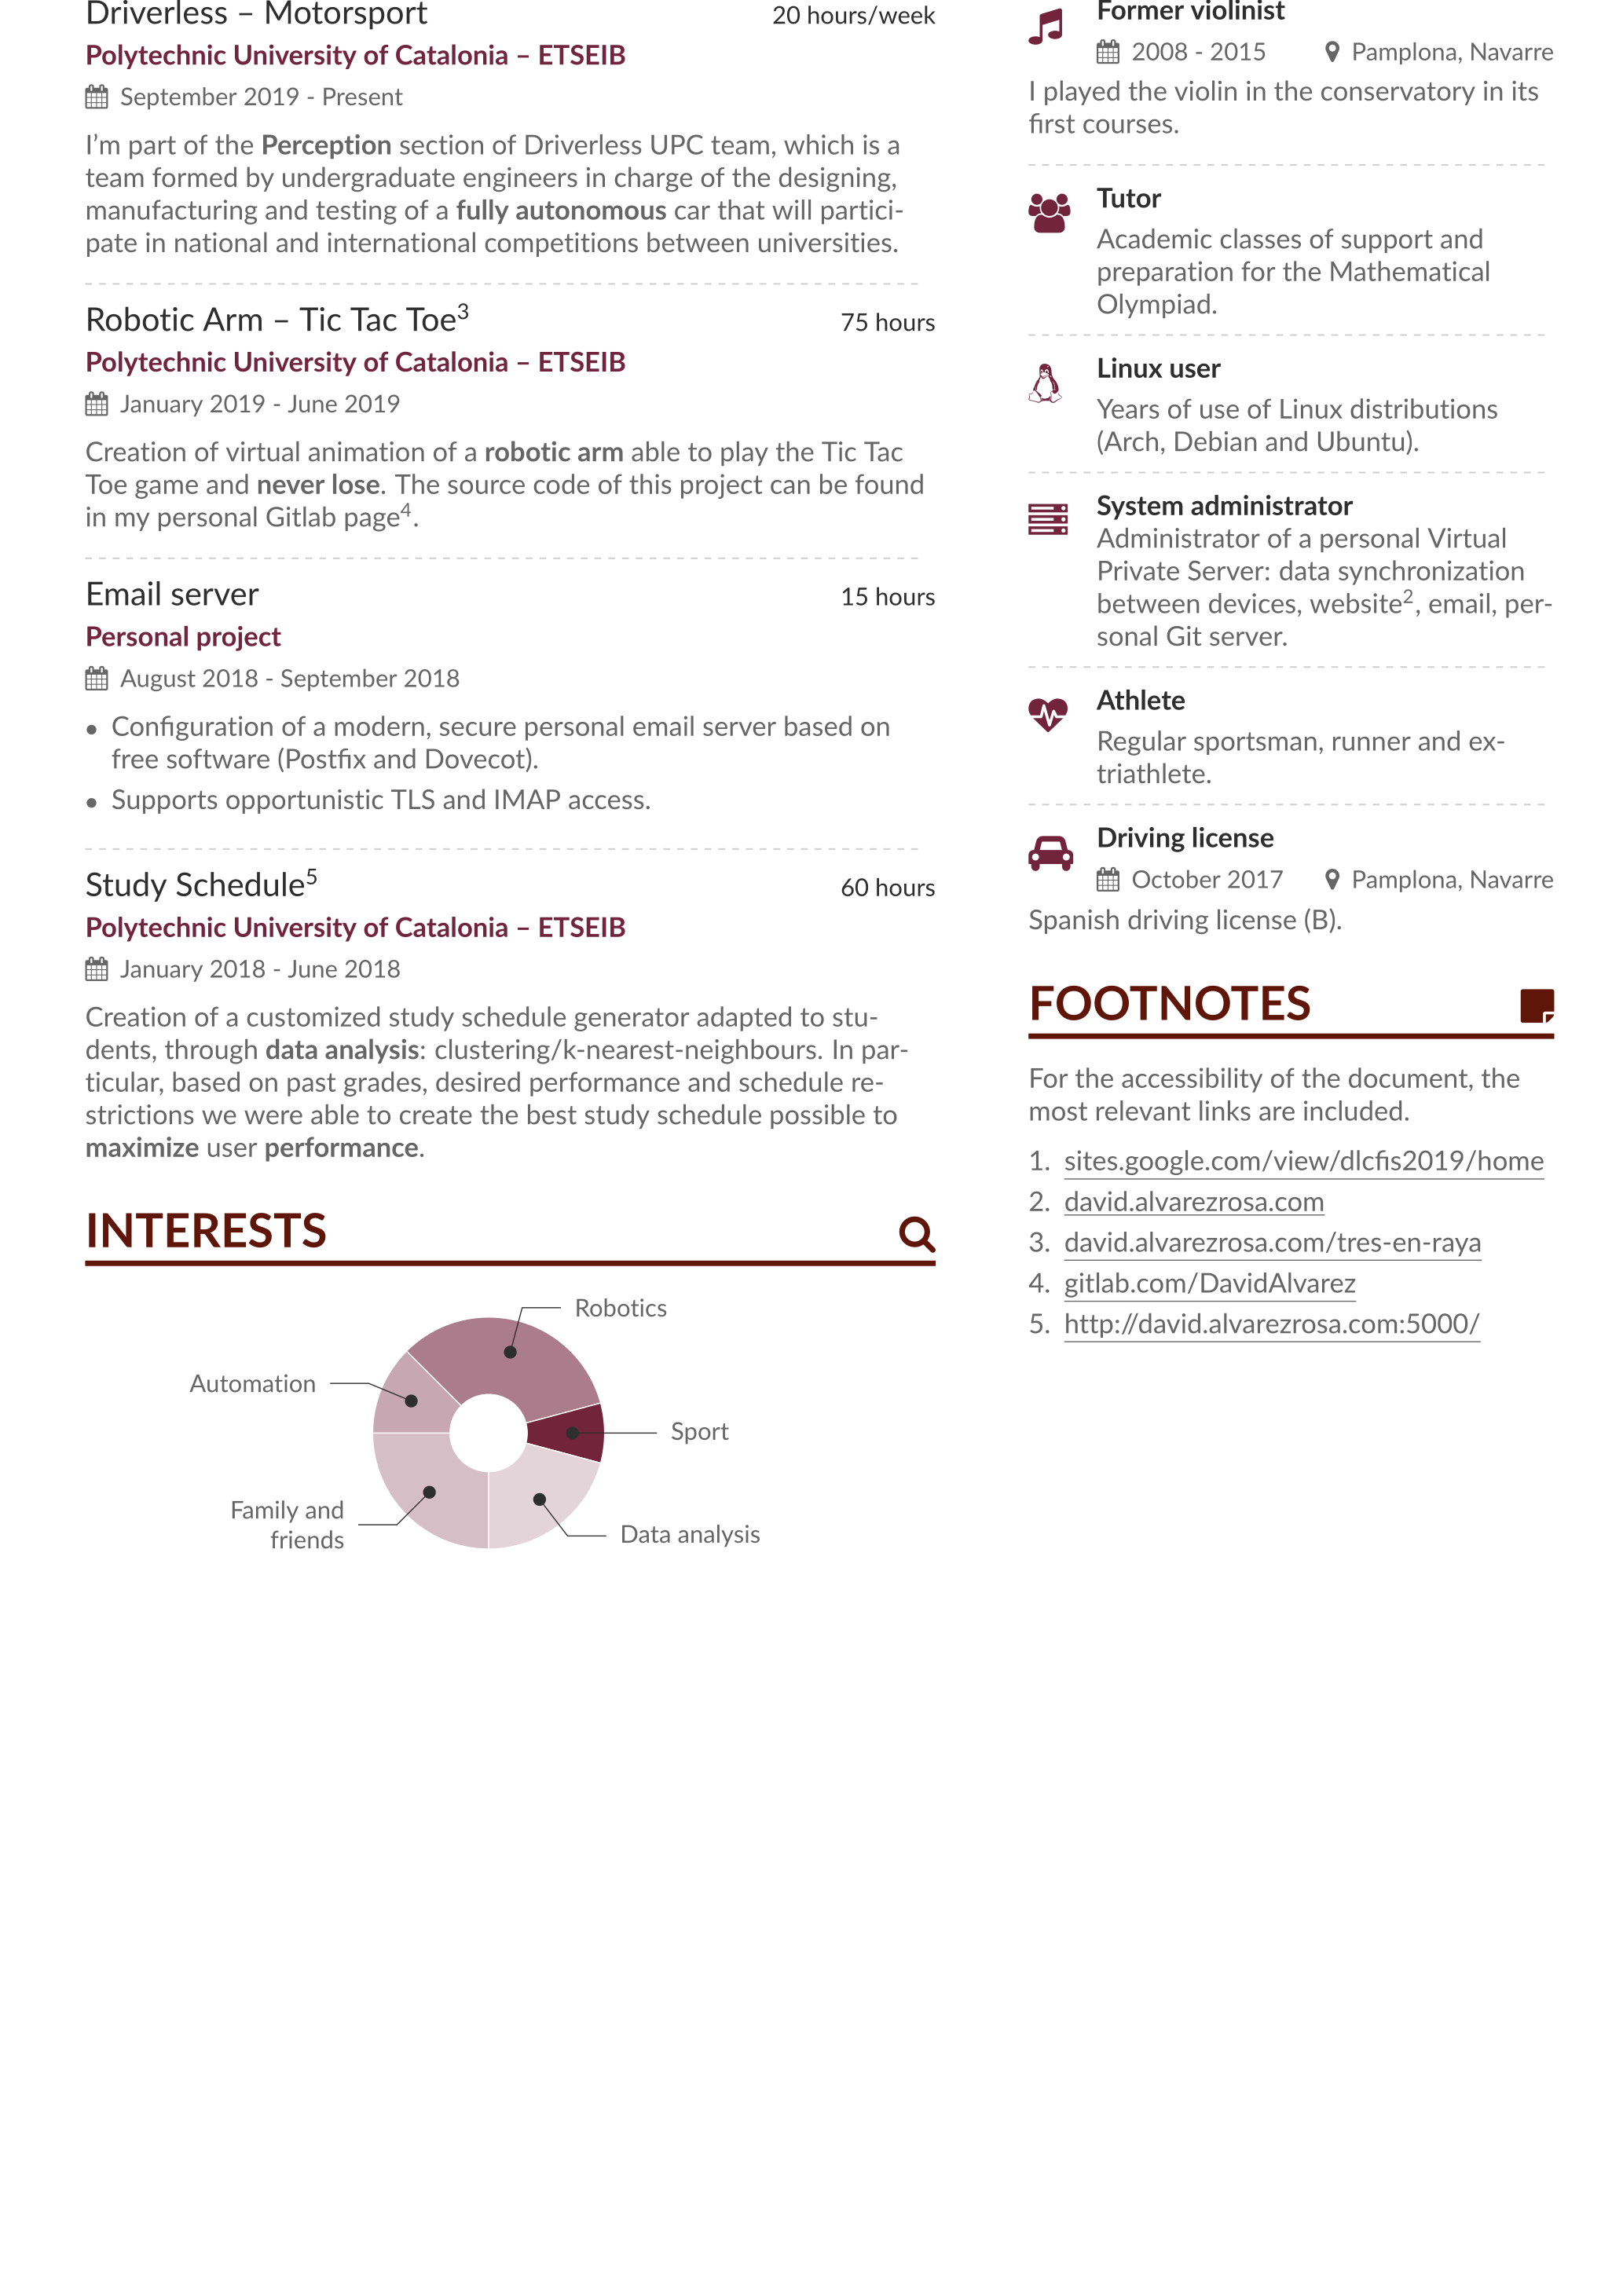 Driverless – Motorsport 20 hours/week
Polytechnic University of Catalonia – ETSEIB
September 2019 - Present
I’m part of the Perception section of Driverless UPC team, which is a
team formed by undergraduate engineers in charge of the designing,
manufacturing and testing of a fully autonomous car that will partici-
pate in national and international competitions between universities.
Robotic Arm – Tic Tac Toe3 75 hours
Polytechnic University of Catalonia – ETSEIB
January 2019 - June 2019
Creation of virtual animation of a robotic arm able to play the Tic Tac
Toe game and never lose. The source code of this project can be found
in my personal Gitlab page4.
Email server 15 hours
Personal project
August 2018 - September 2018
• Configuration of a modern, secure personal email server based on
free software (Postfix and Dovecot).
• Supports opportunistic TLS and IMAP access.
Study Schedule5 60 hours
Polytechnic University of Catalonia – ETSEIB
January 2018 - June 2018
Creation of a customized study schedule generator adapted to stu-
dents, through data analysis: clustering/k-nearest-neighbours. In par-
ticular, based on past grades, desired performance and schedule re-
strictions we were able to create the best study schedule possible to
maximize user performance.
INTERESTS
Robotics
Automation
Sport
Family and
friends
Data analysis
Former violinist
2008 - 2015 Pamplona, Navarre
I played the violin in the conservatory in its
first courses.
Tutor
Academic classes of support and
preparation for the Mathematical
Olympiad.
Linux user
Years of use of Linux distributions
(Arch, Debian and Ubuntu).
System administrator
Administrator of a personal Virtual
Private Server: data synchronization
between devices, website2, email, per-
sonal Git server.
Athlete
Regular sportsman, runner and ex-
triathlete.
Driving license
October 2017 Pamplona, Navarre
Spanish driving license (B).
FOOTNOTES
For the accessibility of the document, the
most relevant links are included.
1. sites.google.com/view/dlcfis2019/home
2. david.alvarezrosa.com
3. david.alvarezrosa.com/tres-en-raya
4. gitlab.com/DavidAlvarez
5. http://david.alvarezrosa.com:5000/